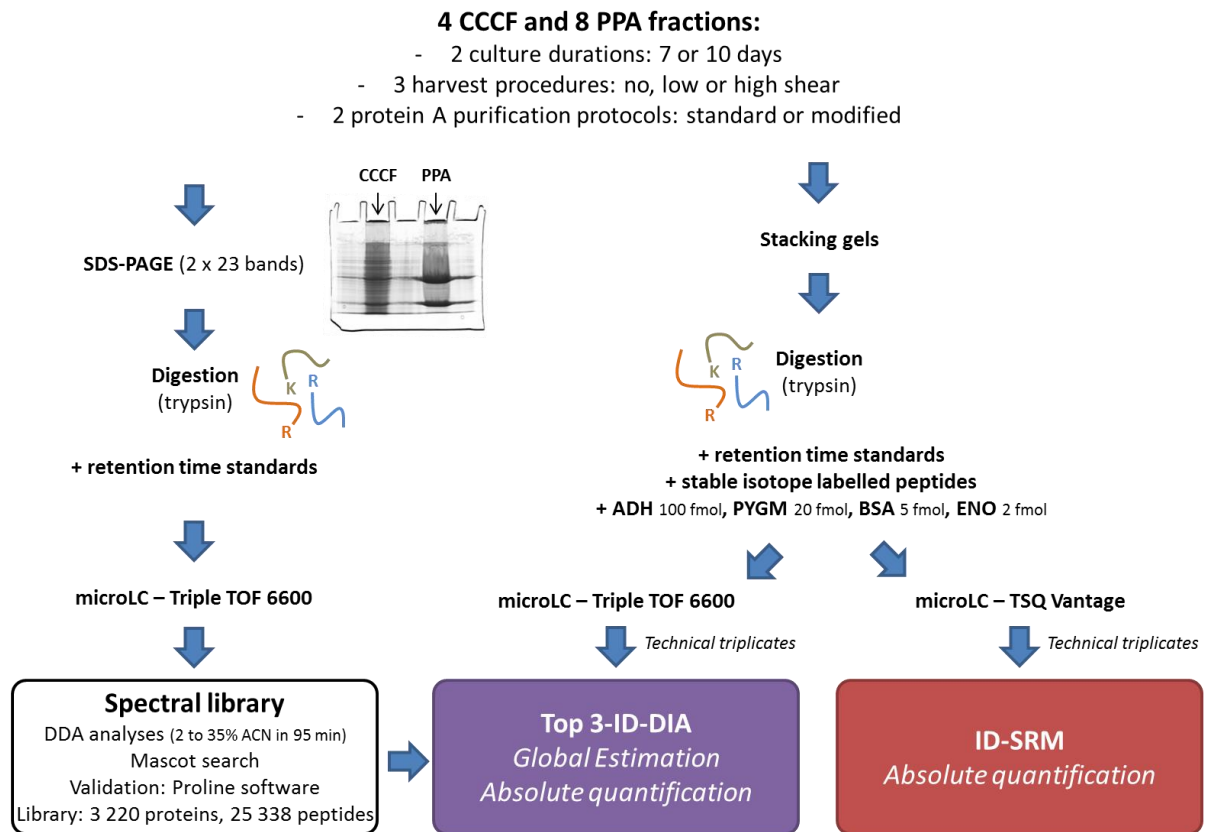 4 CCCF and 8 PPA fractions:
- 2 culture durations: 7 or 10 days
- 3 harvest procedures: no, low or high shear
- 2 protein A purification protocols: standard or modified
CCCF PPA
SDS-PAGE (2 x 23 bands)
Digestion
(trypsin)
K R
R
+ retention time standards
microLC – Triple TOF 6600
Spectral library
DDA analyses (2 to 35% ACN in 95 min)
Mascot search
Validation: Proline software
Library: 3 220 proteins, 25 338 peptides
Stacking gels
K R
R
Digestion
(trypsin)
+ retention time standards
+ stable isotope labelled peptides
+ ADH 100 fmol, PYGM 20 fmol, BSA 5 fmol, ENO 2 fmol
microLC – Triple TOF 6600
Technical triplicates
Top 3-ID-DIA
Global Estimation
Absolute quantification
microLC – TSQ Vantage
Technical triplicates
ID-SRM
Absolute quantification